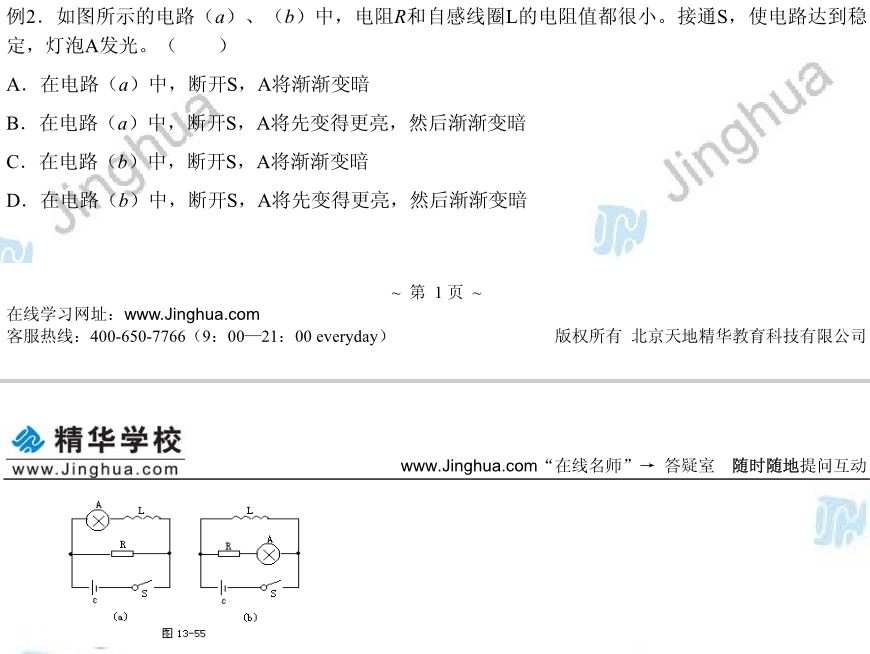 例2．如图所示的电路（a）、（b）中，电阻R和自感线圈L的电阻值都很小。接通S，使电路达到稳
定，灯泡A发光。（　　）
A．在电路（a）中，断开S，A将渐渐变暗
B．在电路（a）中，断开S，A将先变得更亮，然后渐渐变暗
C．在电路（b）中，断开S，A将渐渐变暗
D．在电路（b）中，断开S，A将先变得更亮，然后渐渐变暗
Jinghua
Jinghua
~ 第 1 页 ~
在线学习网址：www.Jinghua.com
客服热线：400-650-7766（9：00—21：00 everyday） 版权所有 北京天地精华教育科技有限公司
精华学校
www.Jinghua.com
www.Jinghua.com“在线名师”→ 答疑室 随时随地提问互动
A L L
R R A
ε S ε S
(a) (b)
图 13-55